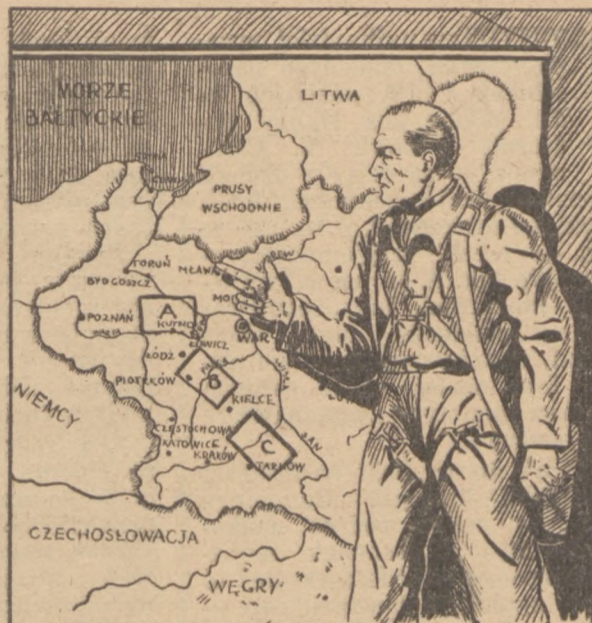 MORZE
BAŁTYCKIE
LITWA
PRUSY
WSCHODNIE
TORUŃ
MŁAWA
BYDGOSZCZ
POZNAŃ
A
KUTNO
ŁOWICZ
WAR
ŁÓDŹ
B
PIOTRKÓW
KIELCE
NIEMCY
CZĘSTOCHOWA
KATOWICE
KRAKÓW
C
SAN
TARNÓW
CZECHOSŁOWACJA
WĘGRY